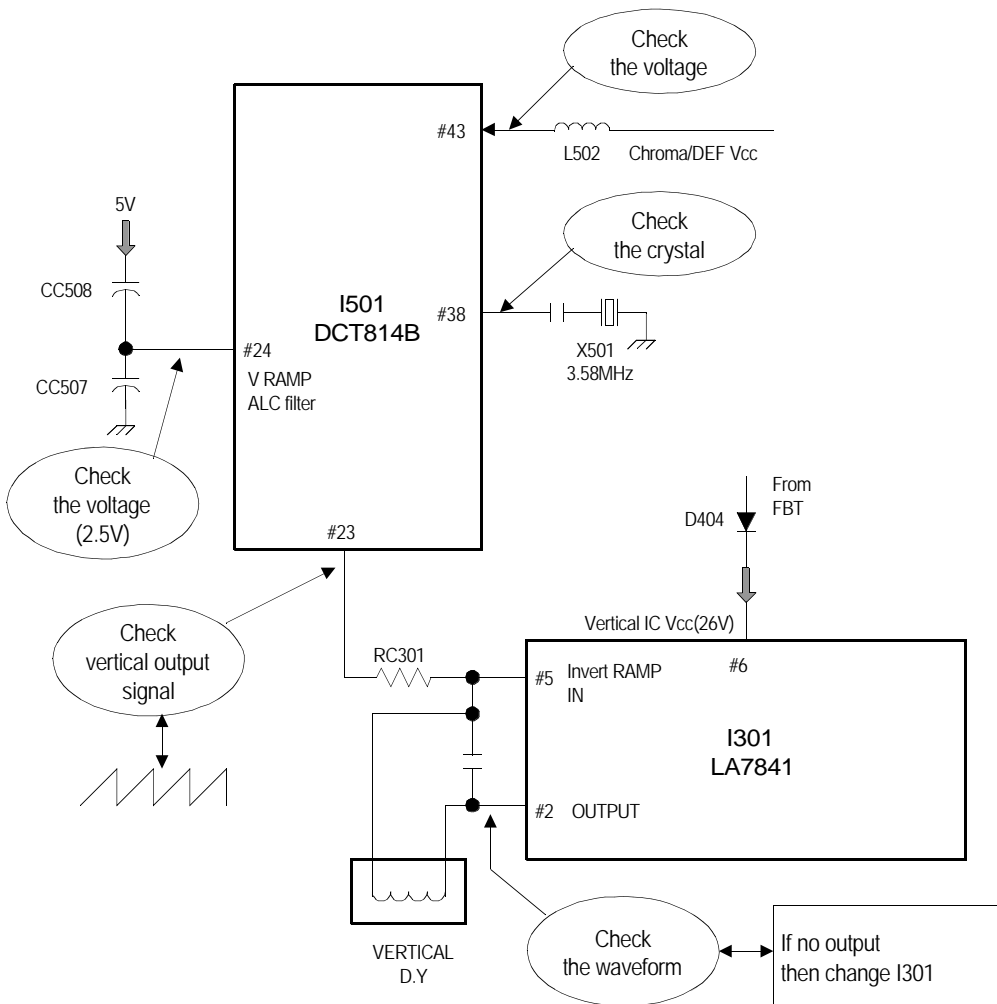 Check
the voltage
#43
L502
Chroma/DEF Vcc
5V
Check
the crystal
CC508
I501
DCT814B
#38
X501
3.58MHz
#24
V RAMP
ALC filter
CC507
Check
the voltage
(2.5V)
#23
From
FBT
D404
Check
vertical output
signal
Vertical IC Vcc(26V)
RC301
#5
Invert RAMP
IN
#6
I301
LA7841
#2
OUTPUT
VERTICAL
D.Y
Check
the waveform
If no output
then change I301